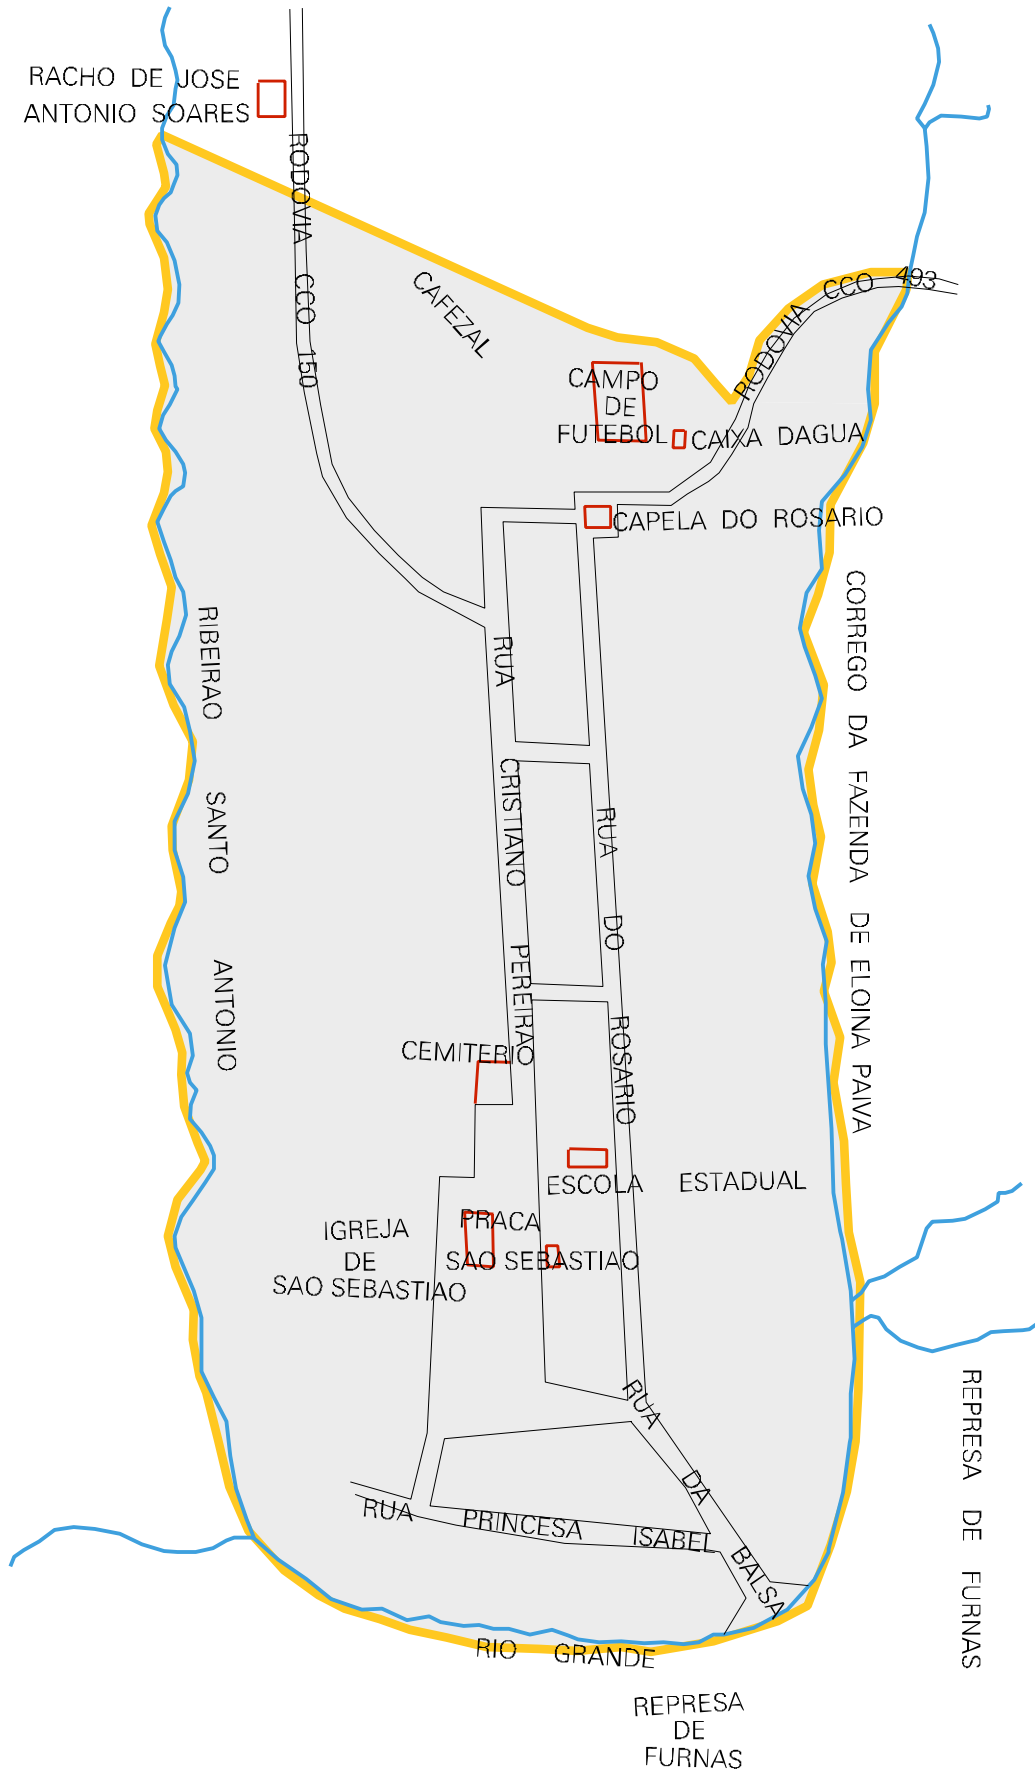 RACHO DE JOSE
ANTONIO SOARES
RODOVIA CCO 150
CAFEZAL
RODOVIA CCO 493
CAMPO
DE
FUTEBOL
CAIXA DAGUA
CAPELA DO ROSARIO
RIBEIRAO SANTO ANTONIO
RUA CRISTIANO PEREIRA
RUA DO ROSARIO
CORREGO DA FAZENDA DE ELOINA PAIVA
CEMITERIO
ESCOLA ESTADUAL
PRACA
SAO SEBASTIAO
IGREJA
DE
SAO SEBASTIAO
RUA DA BALSA
RUA PRINCESA ISABEL
REPRESA DE FURNAS
RIO GRANDE
REPRESA
DE
FURNAS